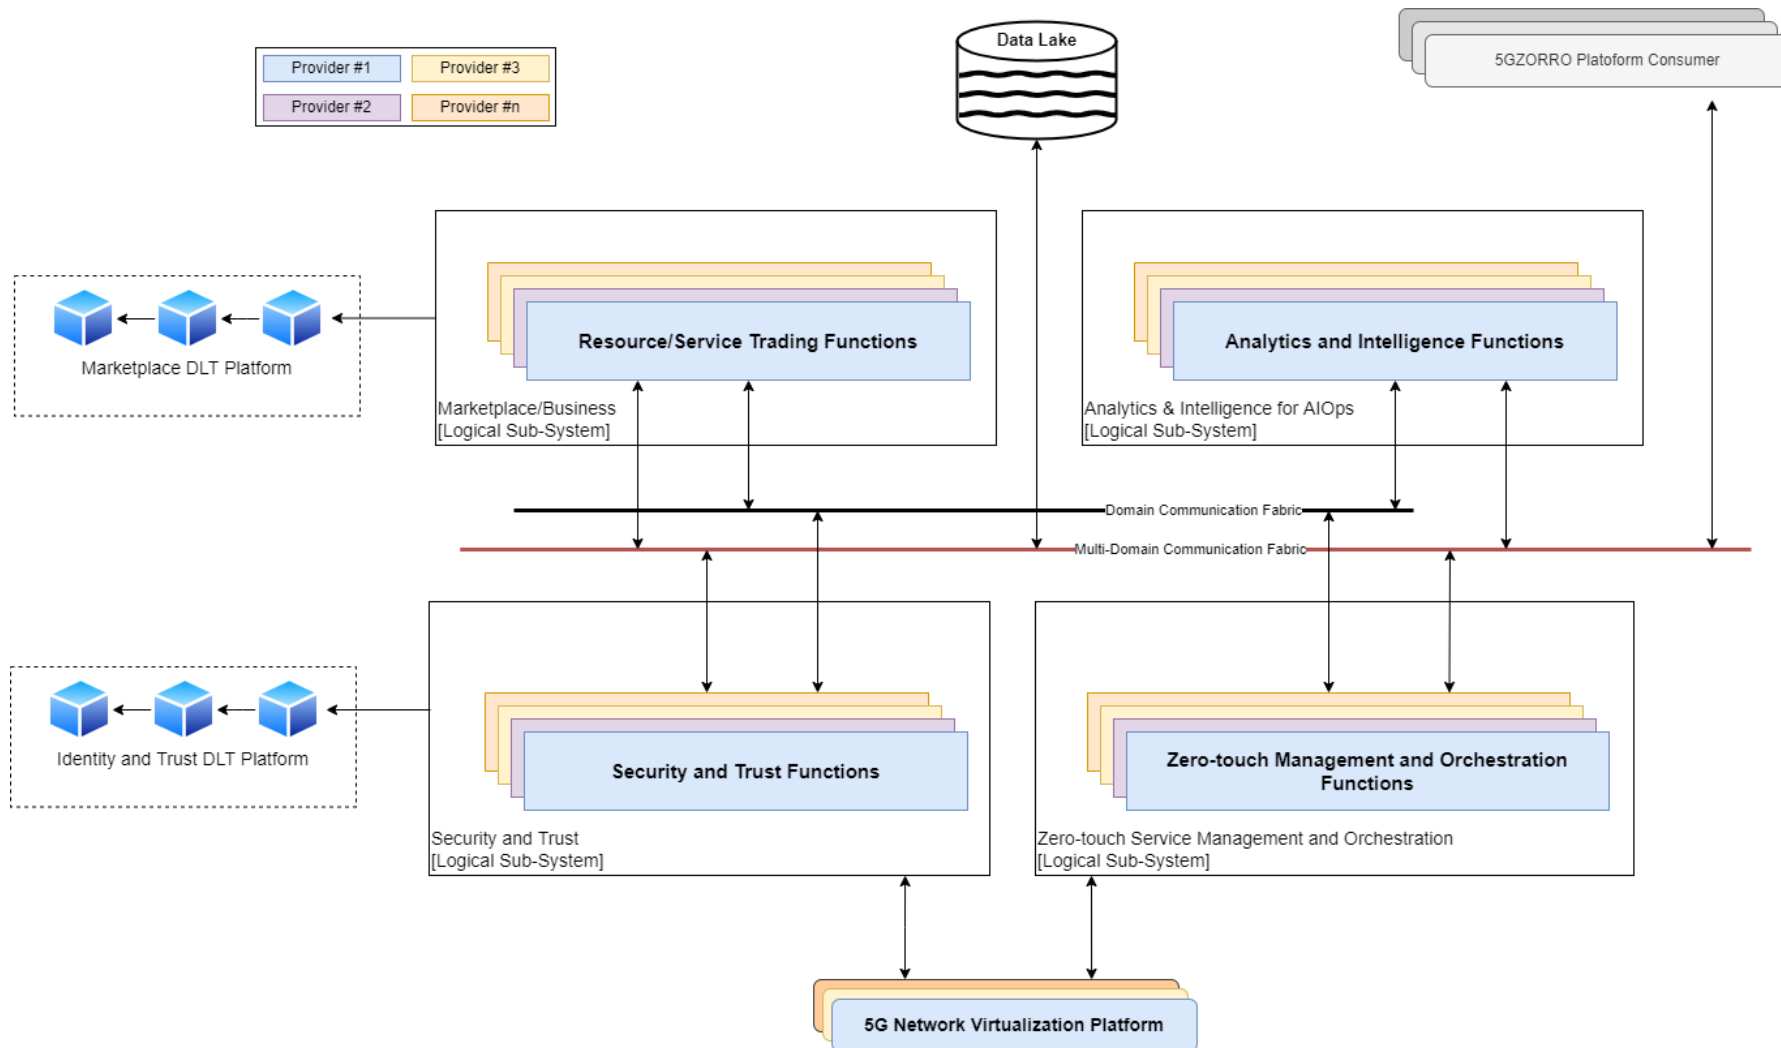 Data Lake
5GZORRO Platoform Consumer
Provider #1
Provider #3
Provider #2
Provider #n
Resource/Service Trading Functions
Marketplace/Business
[Logical Sub-System]
Analytics and Intelligence Functions
Analytics & Intelligence for AIOps
[Logical Sub-System]
Marketplace DLT Platform
Domain Communication Fabric
Multi-Domain Communication Fabric
Identity and Trust DLT Platform
Security and Trust Functions
Security and Trust
[Logical Sub-System]
Zero-touch Management and Orchestration
Functions
Zero-touch Service Management and Orchestration
[Logical Sub-System]
5G Network Virtualization Platform